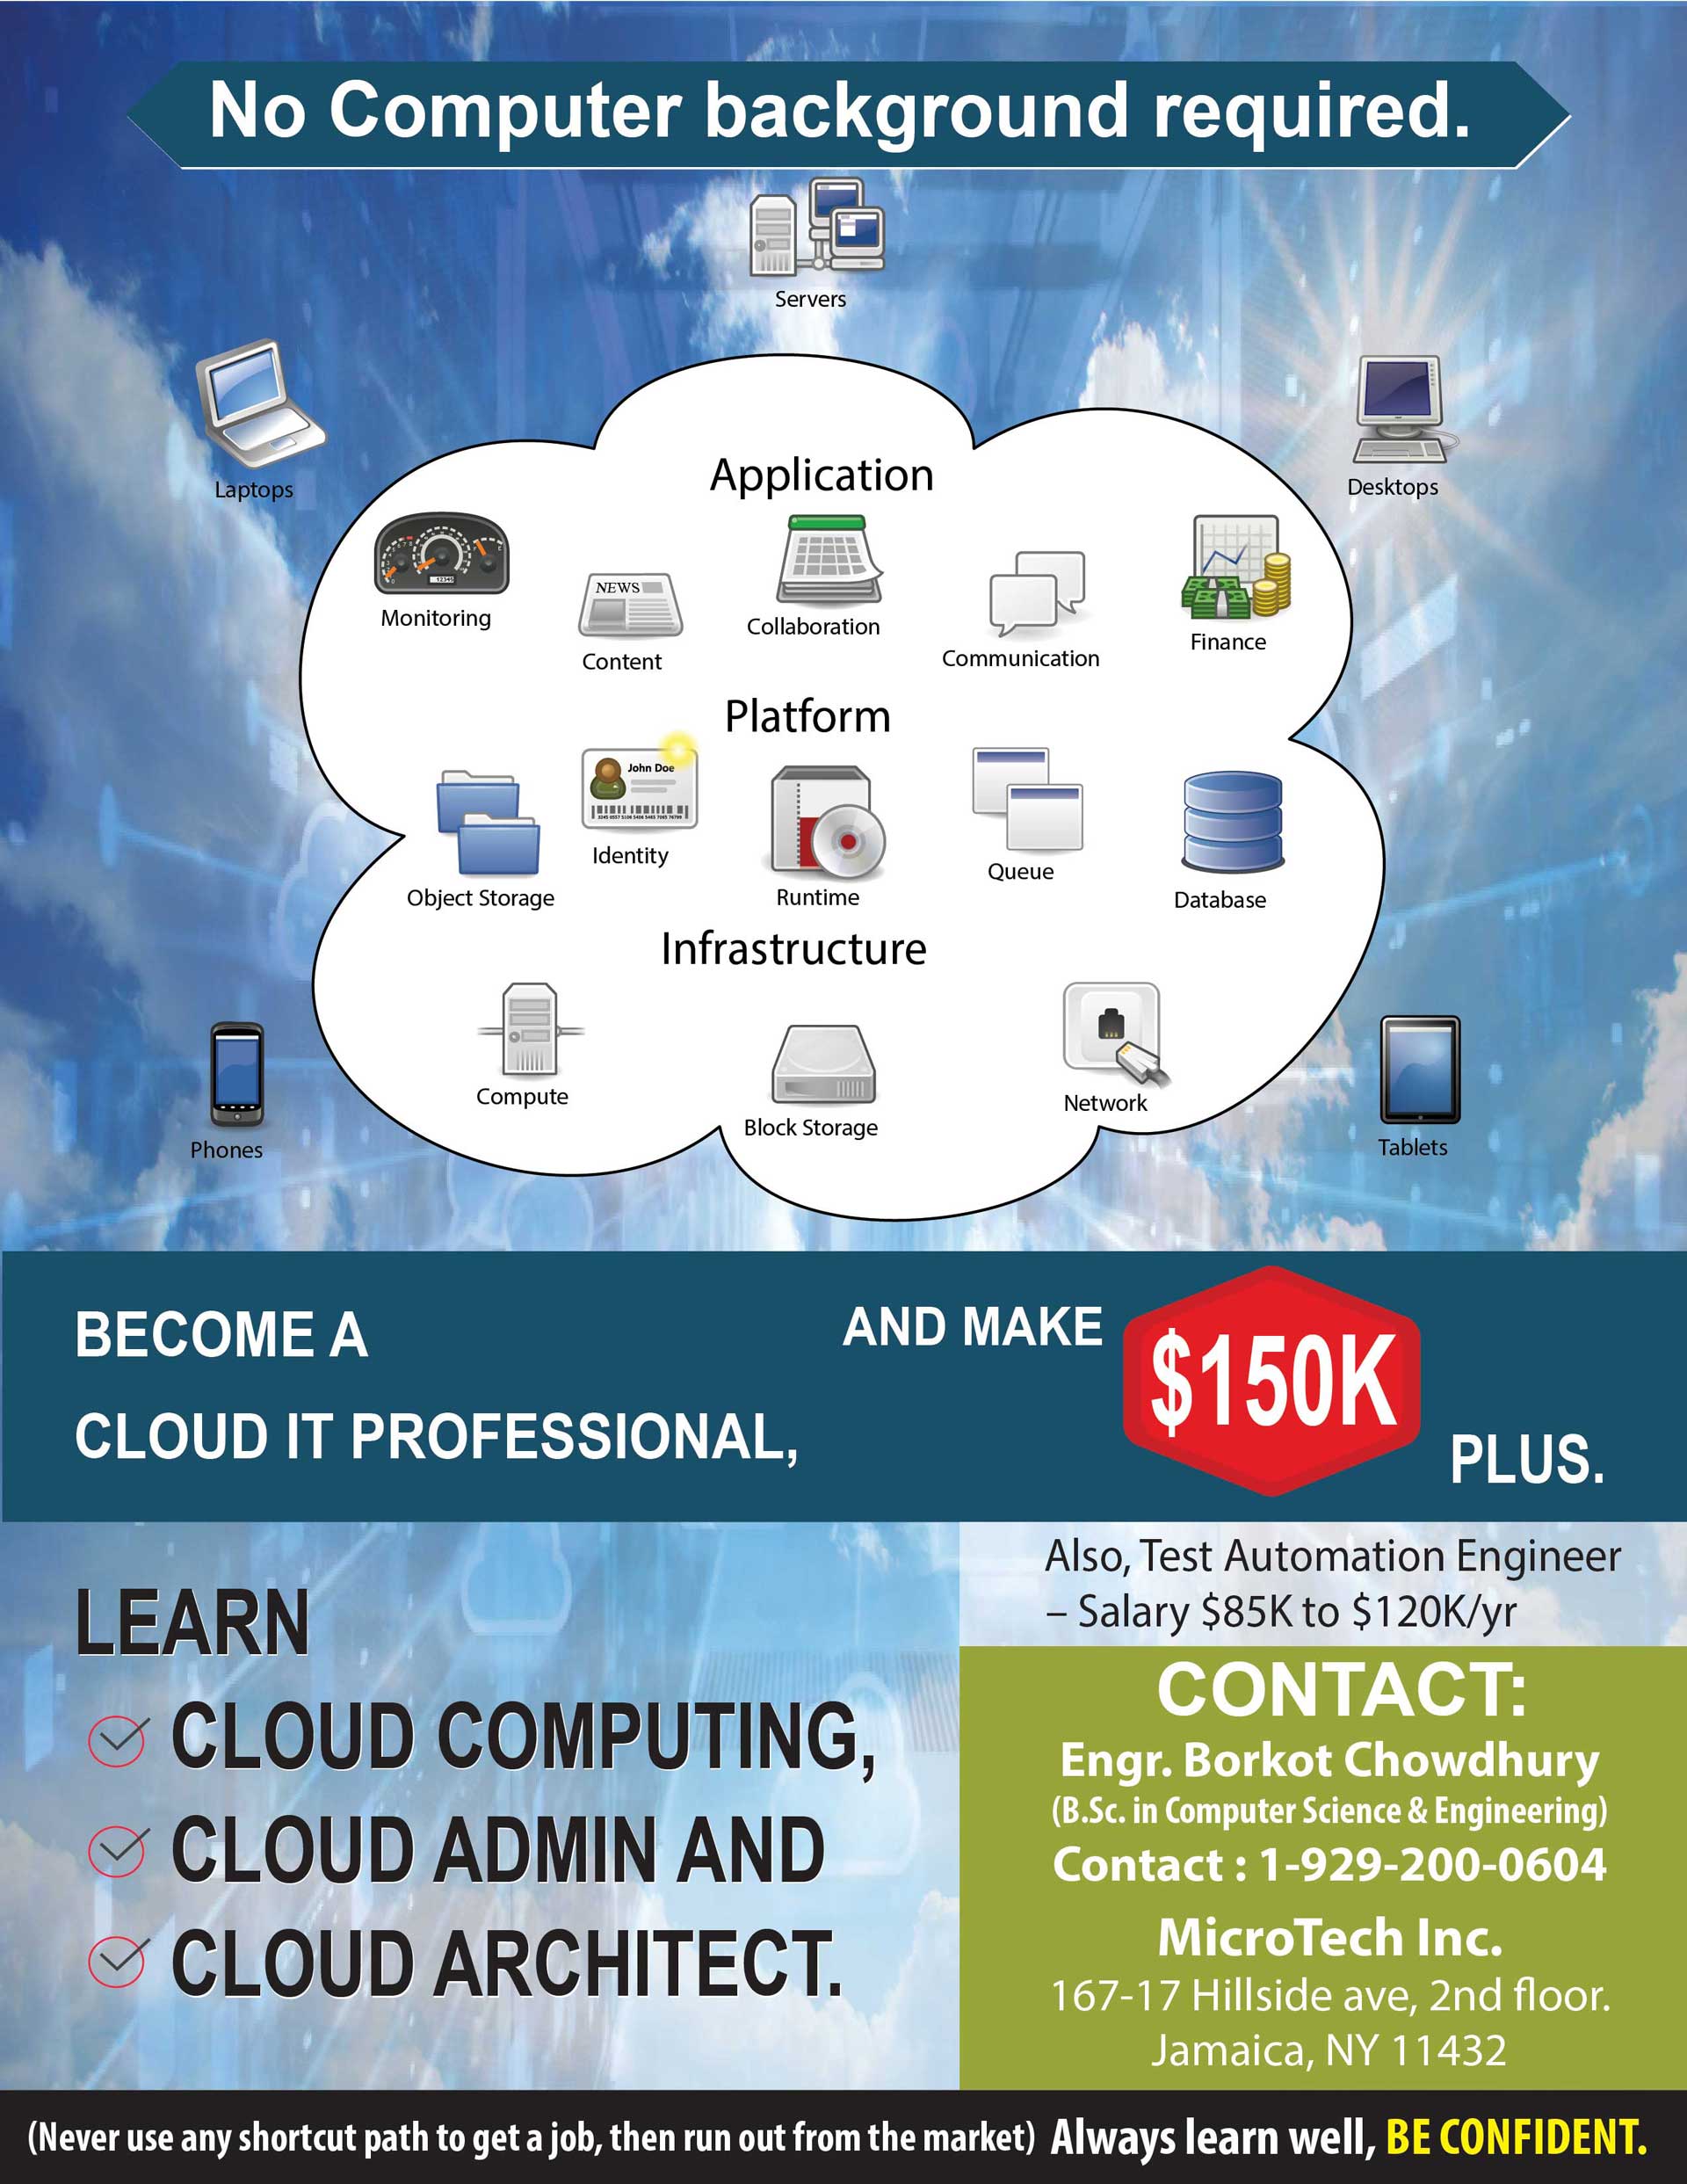 No Computer background required.
Servers
Laptops
Desktops
Application
Monitoring
NEWS
Content
Collaboration
Communication
Finance
Platform
John Doe
Object Storage
Identity
Runtime
Queue
Database
Infrastructure
Compute
Block Storage
Network
Phones
Tablets
BECOME A
CLOUD IT PROFESSIONAL,
AND MAKE
$150K
PLUS.
LEARN
CLOUD COMPUTING,
CLOUD ADMIN AND
CLOUD ARCHITECT.
Also, Test Automation Engineer
– Salary $85K to $120K/yr
CONTACT:
Engr. Borkot Chowdhury
(B.Sc. in Computer Science & Engineering)
Contact : 1-929-200-0604
MicroTech Inc.
167-17 Hillside ave, 2nd floor.
Jamaica, NY 11432
(Never use any shortcut path to get a job, then run out from the market) Always learn well, BE CONFIDENT.